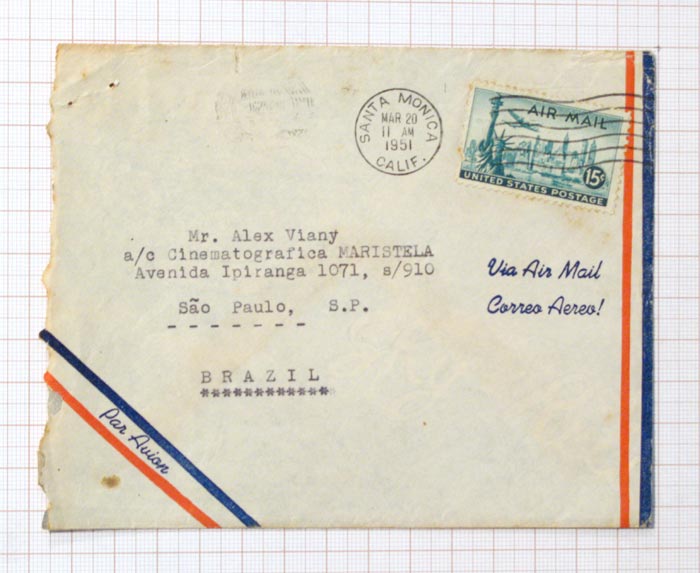 SANTA MONICA
MAR 20
11 AM
1951
CALIF.
AIR MAIL
15¢
UNITED STATES POSTAGE
Mr. Alex Viany
a/c Cinematografica MARISTELA
Avenida Ipiranga 1071, s/910
São Paulo, S.P.
- - - - - - -
BRAZIL
************
Via Air Mail
Correo Aereo!
Par Avion